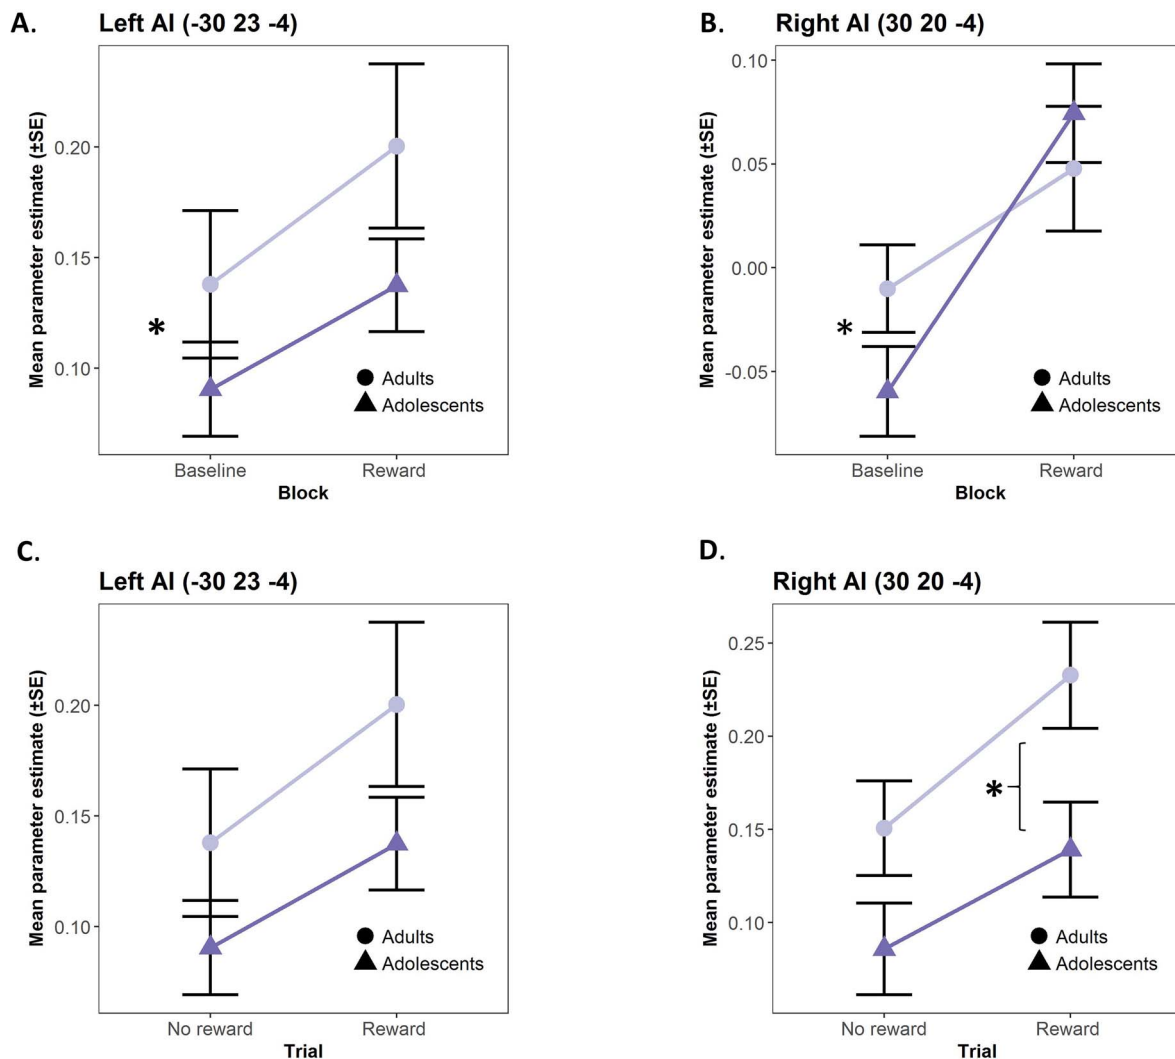 A.
Left AI (-30 23 -4)
Mean parameter estimate (±SE)
0.20
0.15
0.10
*
Adults
Adolescents
Baseline Reward
Block
B.
Right AI (30 20 -4)
Mean parameter estimate (±SE)
0.10
0.05
0.00
-0.05
*
Adults
Adolescents
Baseline Reward
Block
C.
Left AI (-30 23 -4)
Mean parameter estimate (±SE)
0.20
0.15
0.10
Adults
Adolescents
No reward Reward
Trial
D.
Right AI (30 20 -4)
Mean parameter estimate (±SE)
0.25
0.20
0.15
0.10
*
Adults
Adolescents
No reward Reward
Trial